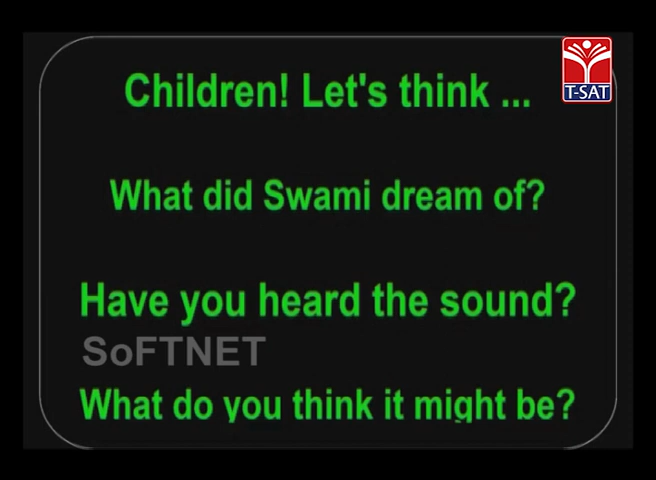 T-SAT
Children! Let's think ...
What did Swami dream of?
Have you heard the sound?
SoFTNET
What do you think it might be?